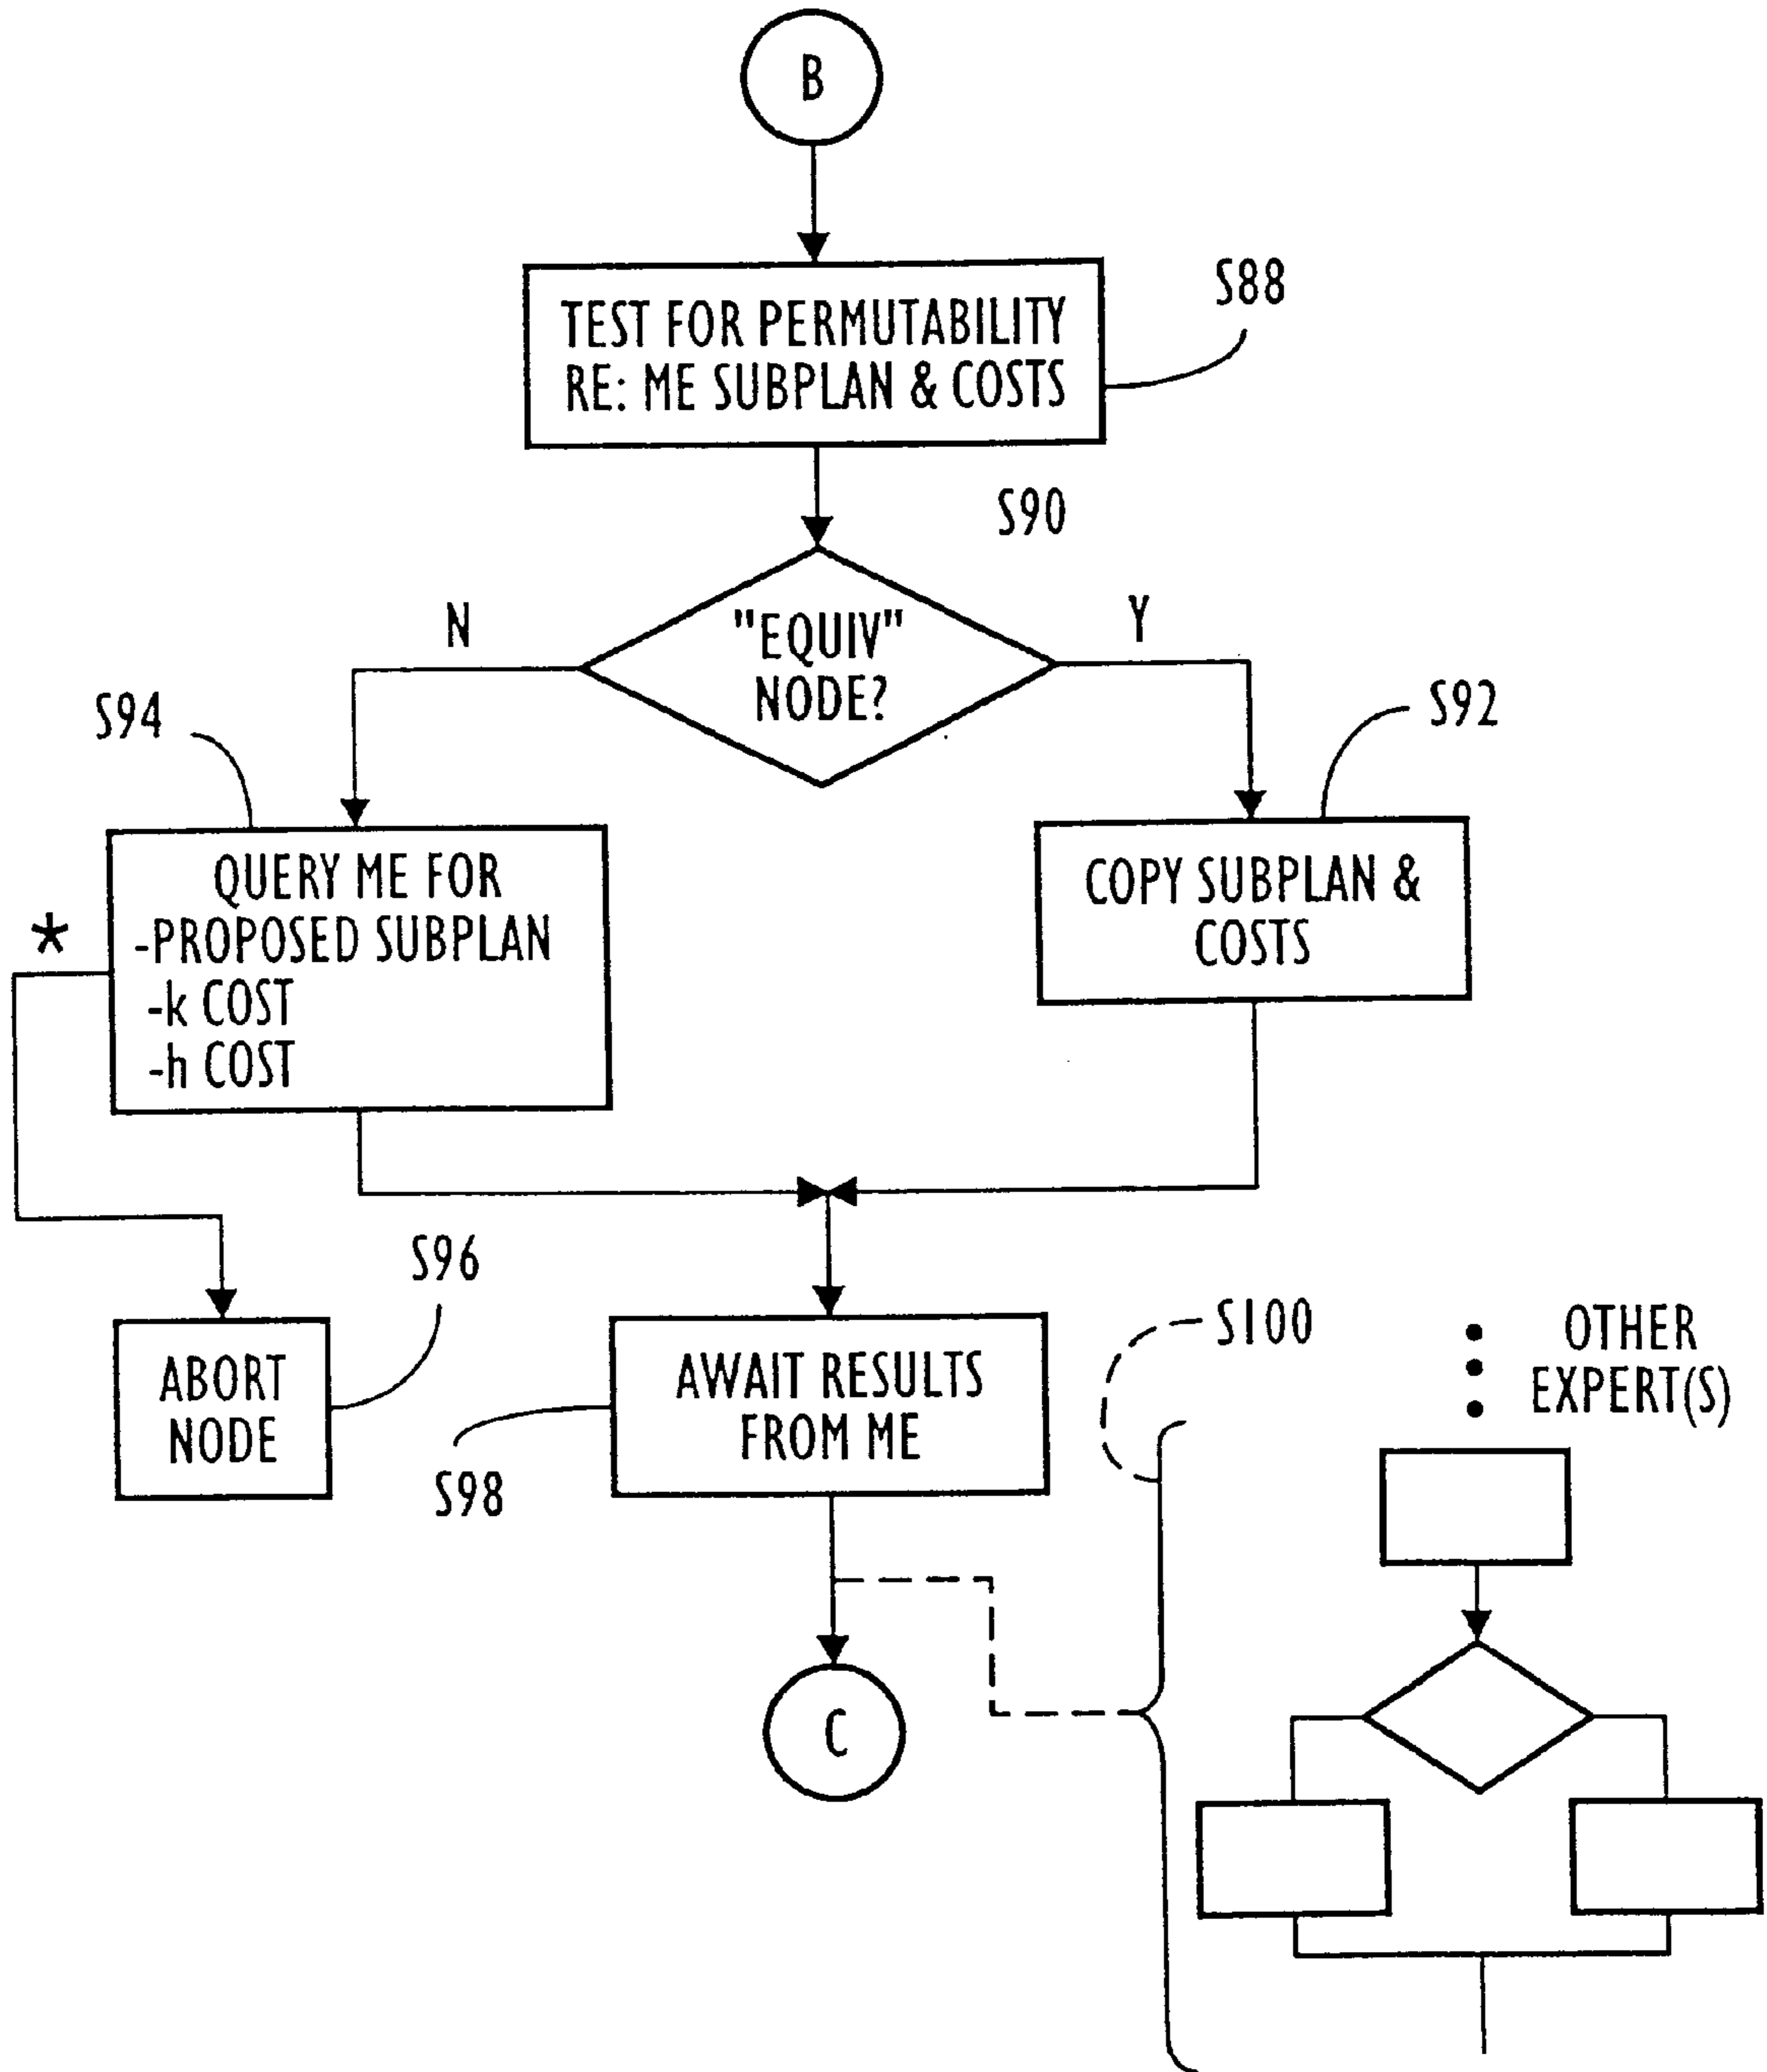 B
TEST FOR PERMUTABILITY
RE: ME SUBPLAN & COSTS
S88
S90
"EQUIV"
NODE?
N
Y
S94
S92
QUERY ME FOR
-PROPOSED SUBPLAN
-k COST
-h COST
*
COPY SUBPLAN &
COSTS
S96
ABORT
NODE
AWAIT RESULTS
FROM ME
S98
S100
OTHER
EXPERT(S)
C